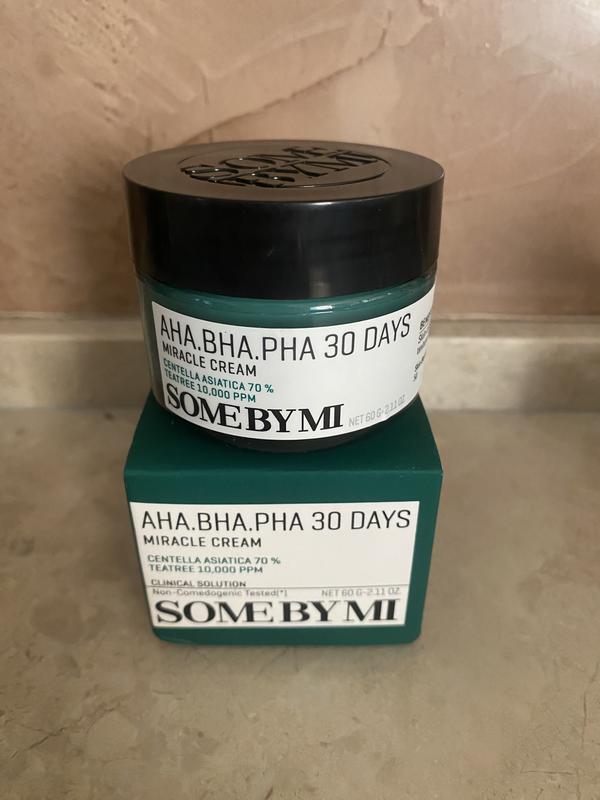 SOME
BYMI
AHA.BHA.PHA 30 DAYS
MIRACLE CREAM
CENTELLA ASIATICA 70 %
TEATREE 10,000 PPM
SOME BY MI NET 60 G-2.11 OZ.
AHA.BHA.PHA 30 DAYS
MIRACLE CREAM
CENTELLA ASIATICA 70 %
TEATREE 10,000 PPM
CLINICAL SOLUTION
Non-Comedogenic Tested(*) NET 60 G-2.11 OZ.
SOME BY MI